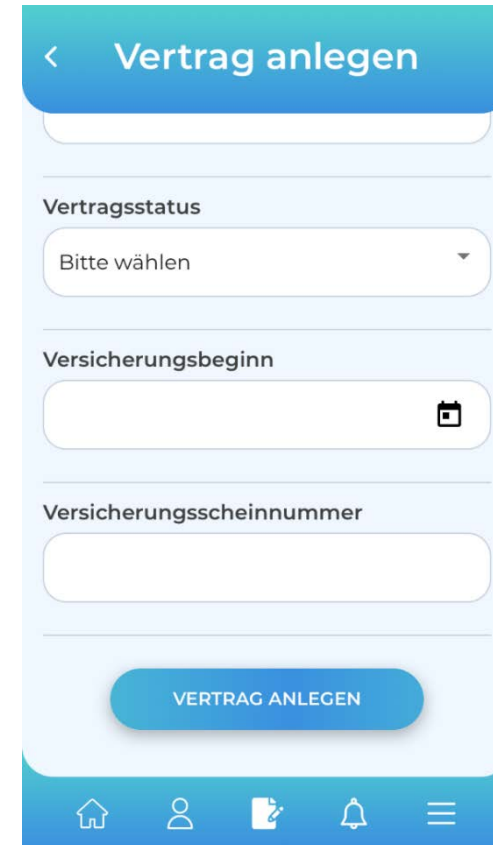 Vertrag anlegen
Vertragsstatus
Bitte wählen
Versicherungsbeginn
Versicherungsscheinnummer
VERTRAG ANLEGEN